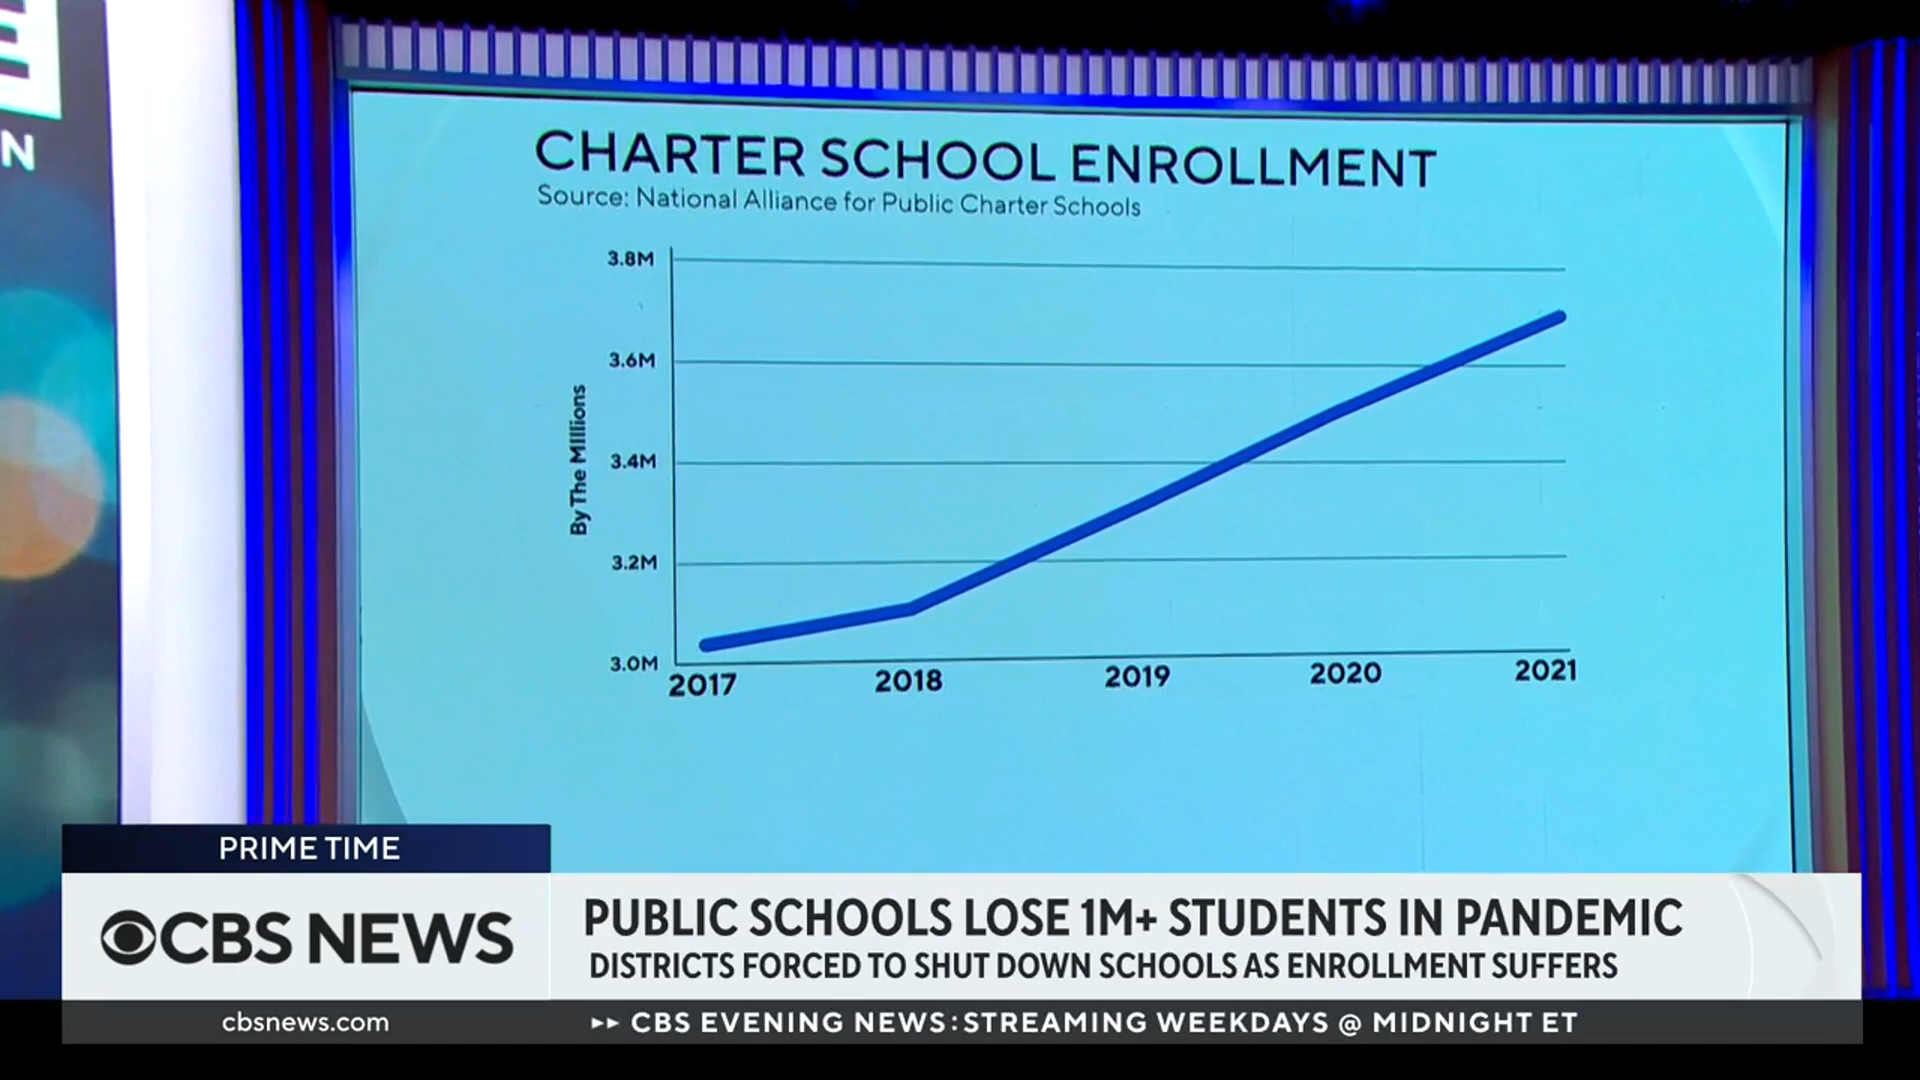 N
CHARTER SCHOOL ENROLLMENT
Source: National Alliance for Public Charter Schools
3.8M
3.6M
3.4M
3.2M
3.0M
By The MIllions
2017
2018
2019
2020
2021
PRIME TIME
CBS NEWS
PUBLIC SCHOOLS LOSE 1M+ STUDENTS IN PANDEMIC
DISTRICTS FORCED TO SHUT DOWN SCHOOLS AS ENROLLMENT SUFFERS
cbsnews.com
CBS EVENING NEWS: STREAMING WEEKDAYS @ MIDNIGHT ET